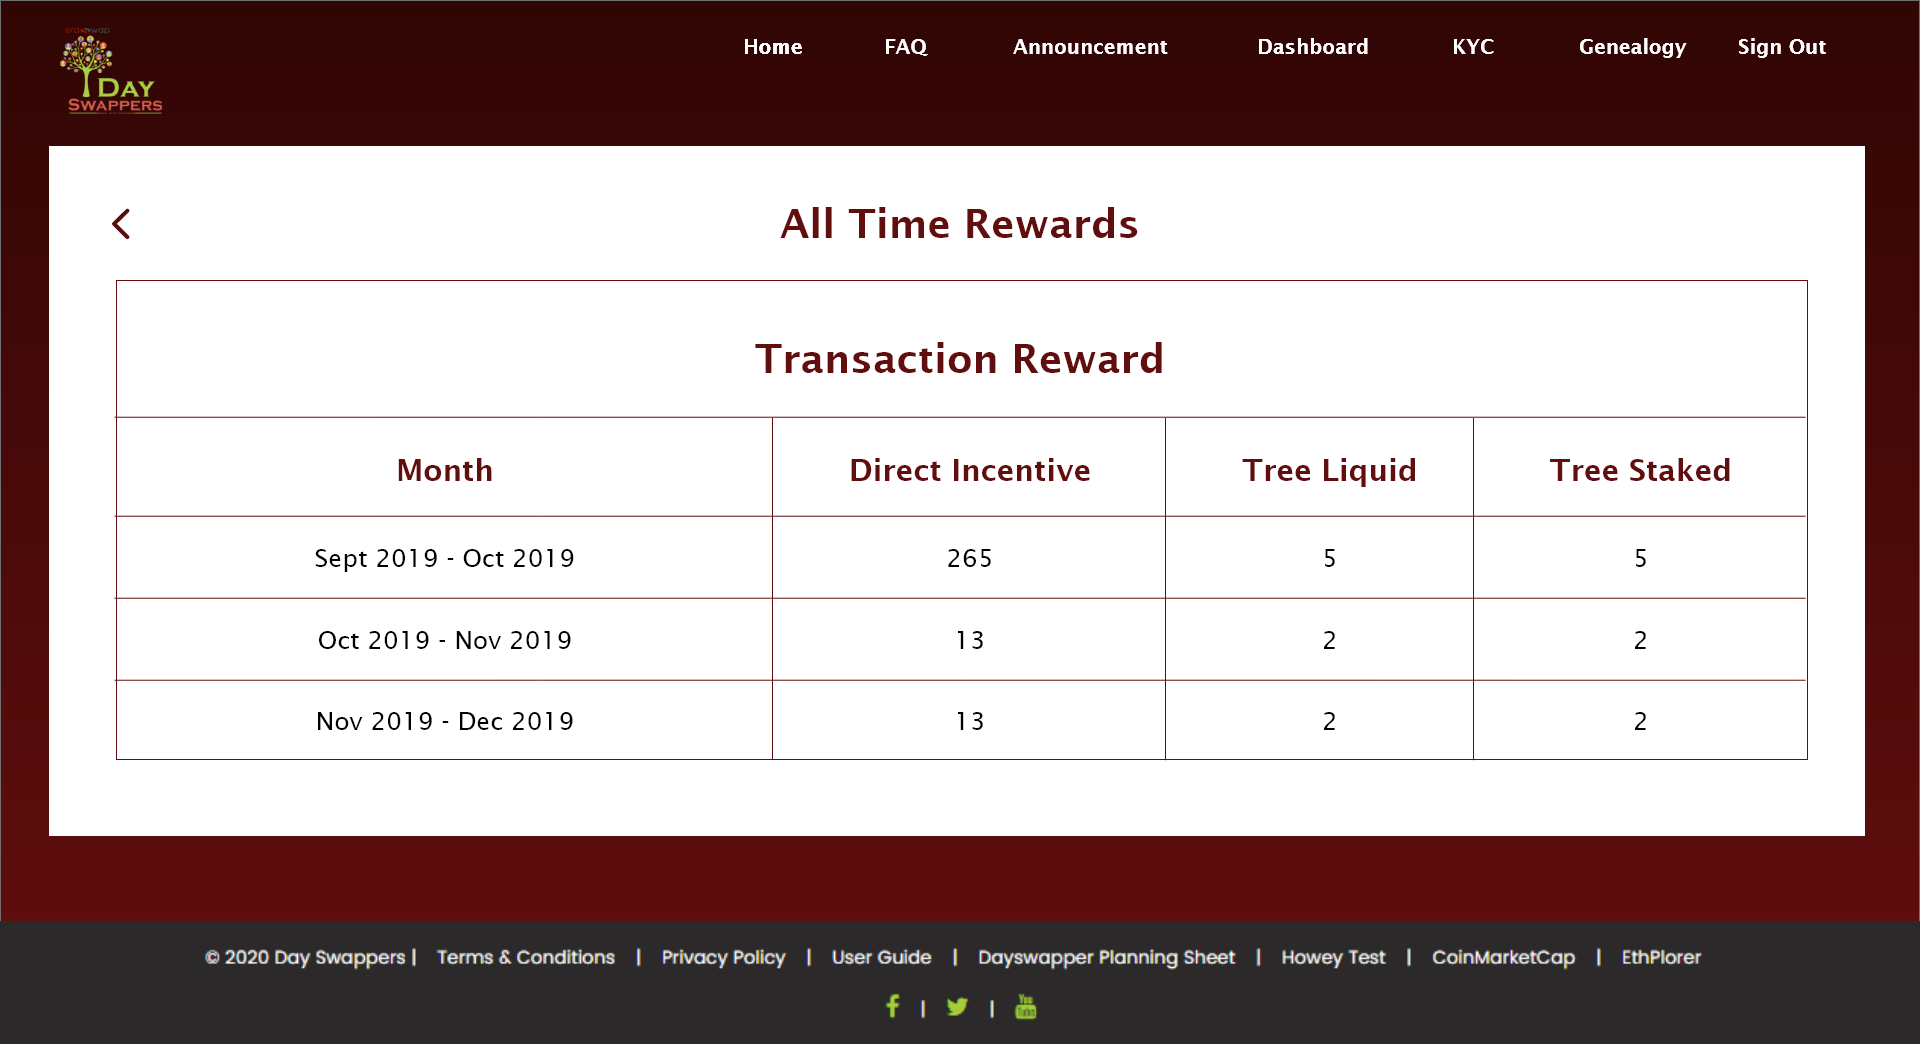 eraswap
DAY
SWAPPERS
Home FAQ Announcement Dashboard KYC Genealogy Sign Out
All Time Rewards
Transaction Reward
Month Direct Incentive Tree Liquid Tree Staked
Sept 2019 - Oct 2019 265 5 5
Oct 2019 - Nov 2019 13 2 2
Nov 2019 - Dec 2019 13 2 2
© 2020 Day Swappers | Terms & Conditions | Privacy Policy | User Guide | Dayswapper Planning Sheet | Howey Test | CoinMarketCap | EthPlorer
| | You
Tube